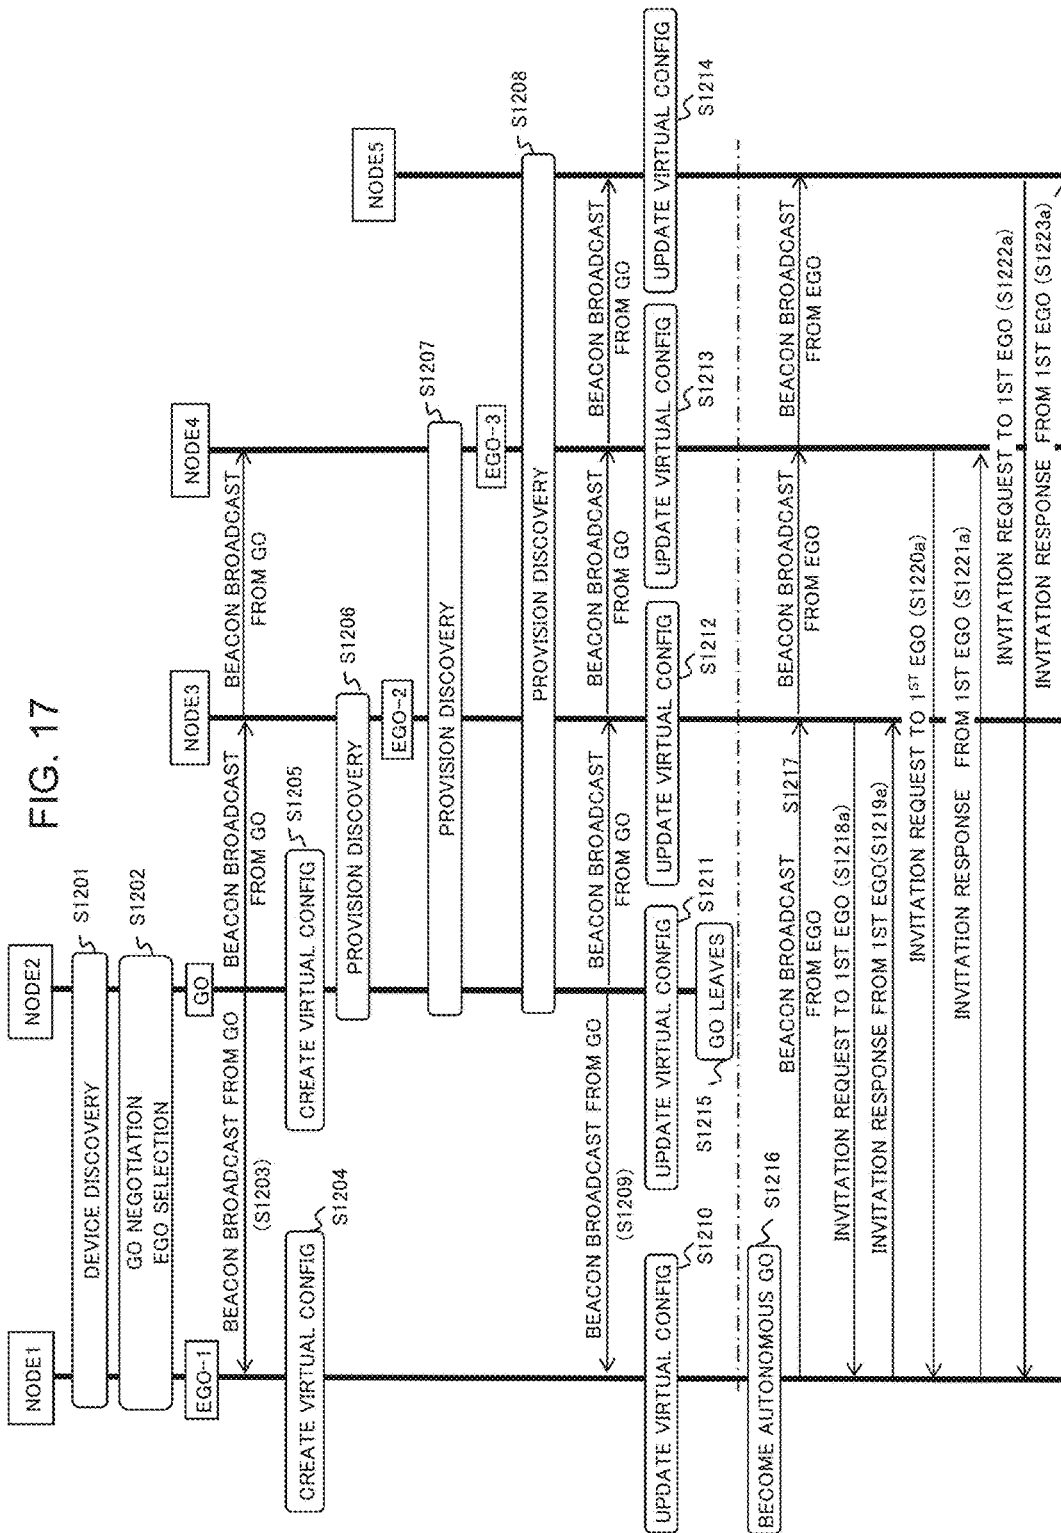 FIG. 17
NODE1
NODE2
NODE3
NODE4
NODE5
DEVICE DISCOVERY
S1201
GO NEGOTIATION
EGO SELECTION
S1202
EGO-1
GO
BEACON BROADCAST FROM GO
(S1203)
BEACON BROADCAST
FROM GO
BEACON BROADCAST
FROM GO
CREATE VIRTUAL CONFIG
S1204
CREATE VIRTUAL CONFIG
S1205
PROVISION DISCOVERY
S1206
EGO-2
PROVISION DISCOVERY
S1207
EGO-3
PROVISION DISCOVERY
S1208
BEACON BROADCAST FROM GO
(S1209)
BEACON BROADCAST
FROM GO
BEACON BROADCAST
FROM GO
BEACON BROADCAST
FROM GO
UPDATE VIRTUAL CONFIG
S1210
UPDATE VIRTUAL CONFIG
S1211
UPDATE VIRTUAL CONFIG
S1212
UPDATE VIRTUAL CONFIG
S1213
UPDATE VIRTUAL CONFIG
S1214
S1215
GO LEAVES
BECOME AUTONOMOUS GO
S1216
BEACON BROADCAST
FROM EGO
S1217
BEACON BROADCAST
FROM EGO
BEACON BROADCAST
FROM EGO
INVITATION REQUEST TO 1ST EGO (S1218a)
INVITATION RESPONSE FROM 1ST EGO(S1219a)
INVITATION REQUEST TO 1ST EGO (S1220a)
INVITATION RESPONSE FROM 1ST EGO (S1221a)
INVITATION REQUEST TO 1ST EGO (S1222a)
INVITATION RESPONSE FROM 1ST EGO (S1223a)